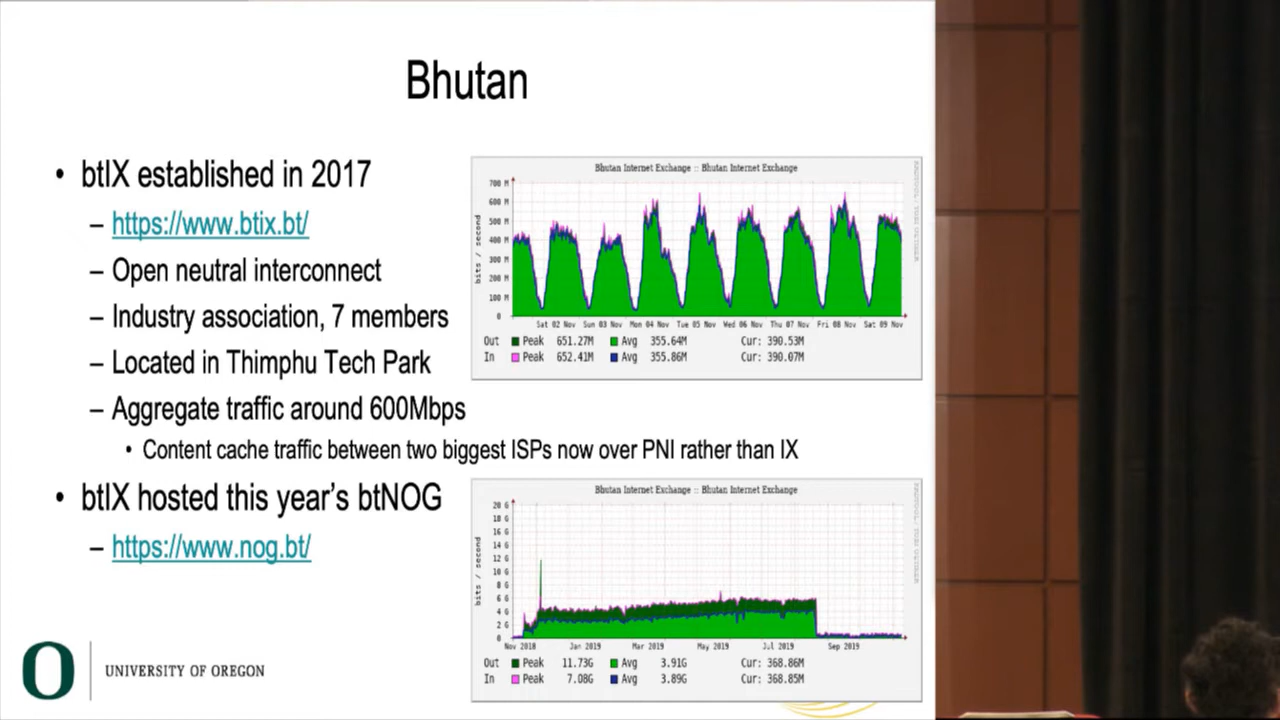 Bhutan
• btIX established in 2017
– https://www.btix.bt/
– Open neutral interconnect
– Industry association, 7 members
– Located in Thimphu Tech Park
– Aggregate traffic around 600Mbps
• Content cache traffic between two biggest ISPs now over PNI rather than IX
• btIX hosted this year's btNOG
– https://www.nog.bt/
Bhutan Internet Exchange :: Bhutan Internet Exchange
bits / second
700 M
600 M
500 M
400 M
300 M
200 M
100 M
0
Sat 02 Nov Sun 03 Nov Mon 04 Nov Tue 05 Nov Wed 06 Nov Thu 07 Nov Fri 08 Nov Sat 09 Nov
Out Peak 651.27M Avg 355.64M Cur: 390.53M
In Peak 652.41M Avg 355.86M Cur: 390.07M
Bhutan Internet Exchange :: Bhutan Internet Exchange
bits / second
20 G
18 G
16 G
14 G
12 G
10 G
8 G
6 G
4 G
2 G
0
Nov 2018 Jan 2019 Mar 2019 May 2019 Jul 2019 Sep 2019
Out Peak 11.73G Avg 3.91G Cur: 368.86M
In Peak 7.08G Avg 3.89G Cur: 368.85M
O UNIVERSITY OF OREGON